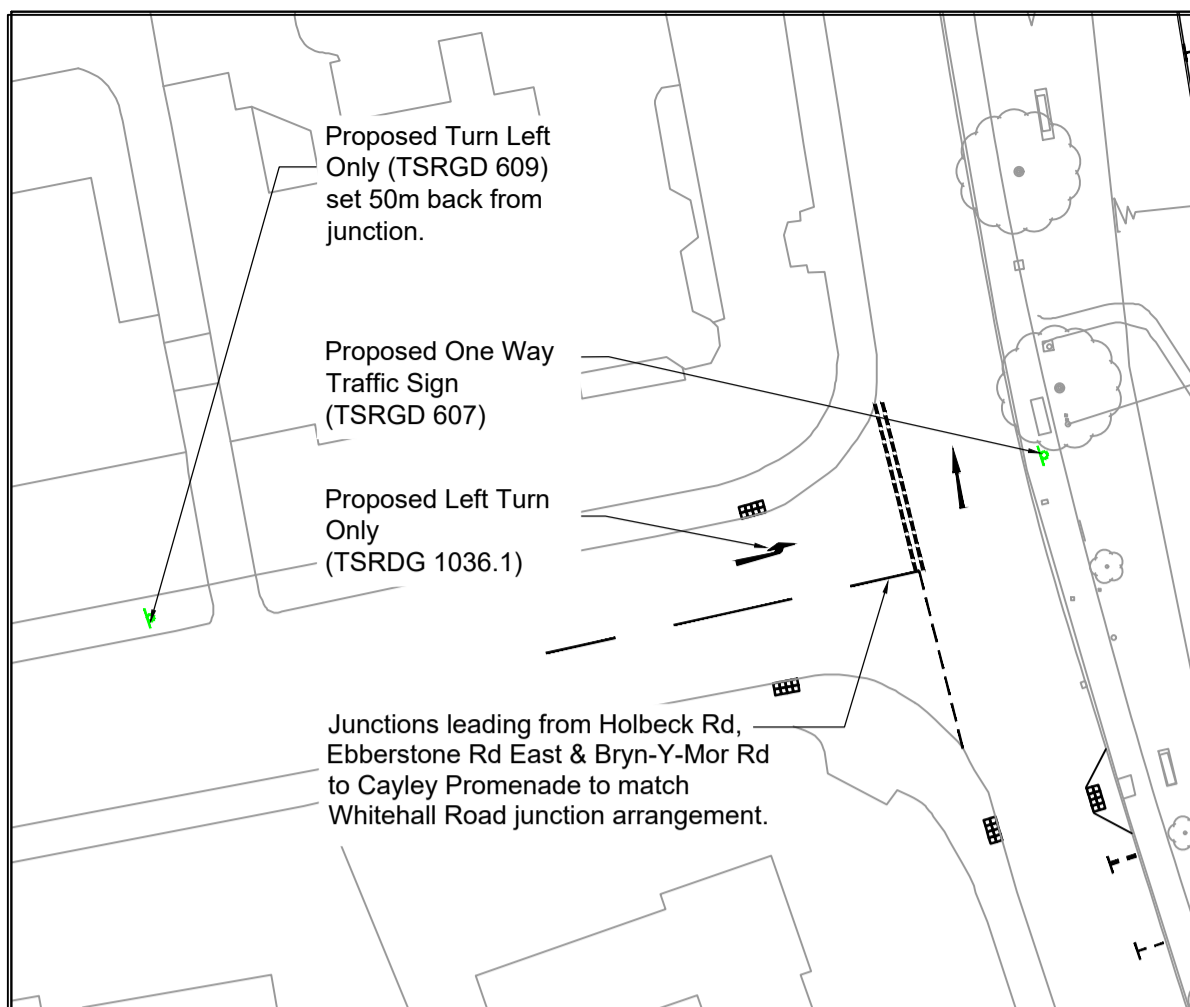 Proposed Turn Left
Only (TSRGD 609)
set 50m back from
junction.
Proposed One Way
Traffic Sign
(TSRGD 607)
Proposed Left Turn
Only
(TSRDG 1036.1)
Junctions leading from Holbeck Rd,
Ebberstone Rd East & Bryn-Y-Mor Rd
to Cayley Promenade to match
Whitehall Road junction arrangement.